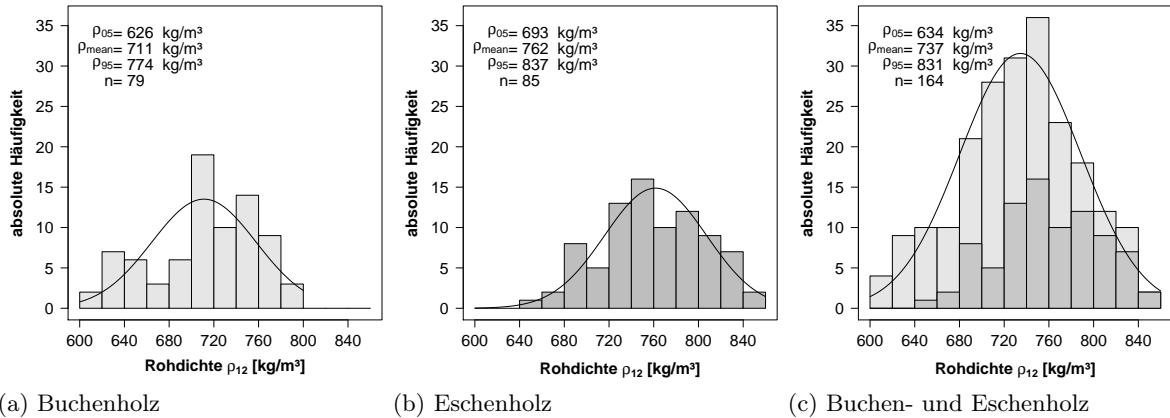 absolute Häufigkeit
35
30
25
20
15
10
5
0
ρ05= 626 kg/m³
ρmean= 711 kg/m³
ρ95= 774 kg/m³
n= 79
600 640 680 720 760 800 840
Rohdichte ρ12 [kg/m³]
(a) Buchenholz
absolute Häufigkeit
35
30
25
20
15
10
5
0
ρ05= 693 kg/m³
ρmean= 762 kg/m³
ρ95= 837 kg/m³
n= 85
600 640 680 720 760 800 840
Rohdichte ρ12 [kg/m³]
(b) Eschenholz
absolute Häufigkeit
35
30
25
20
15
10
5
0
ρ05= 634 kg/m³
ρmean= 737 kg/m³
ρ95= 831 kg/m³
n= 164
600 640 680 720 760 800 840
Rohdichte ρ12 [kg/m³]
(c) Buchen- und Eschenholz